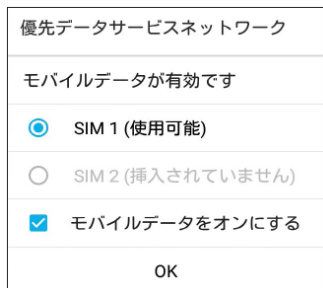 優先データサービスネットワーク
モバイルデータが有効です
SIM 1 (使用可能)
SIM 2 (挿入されていません)
モバイルデータをオンにする
OK